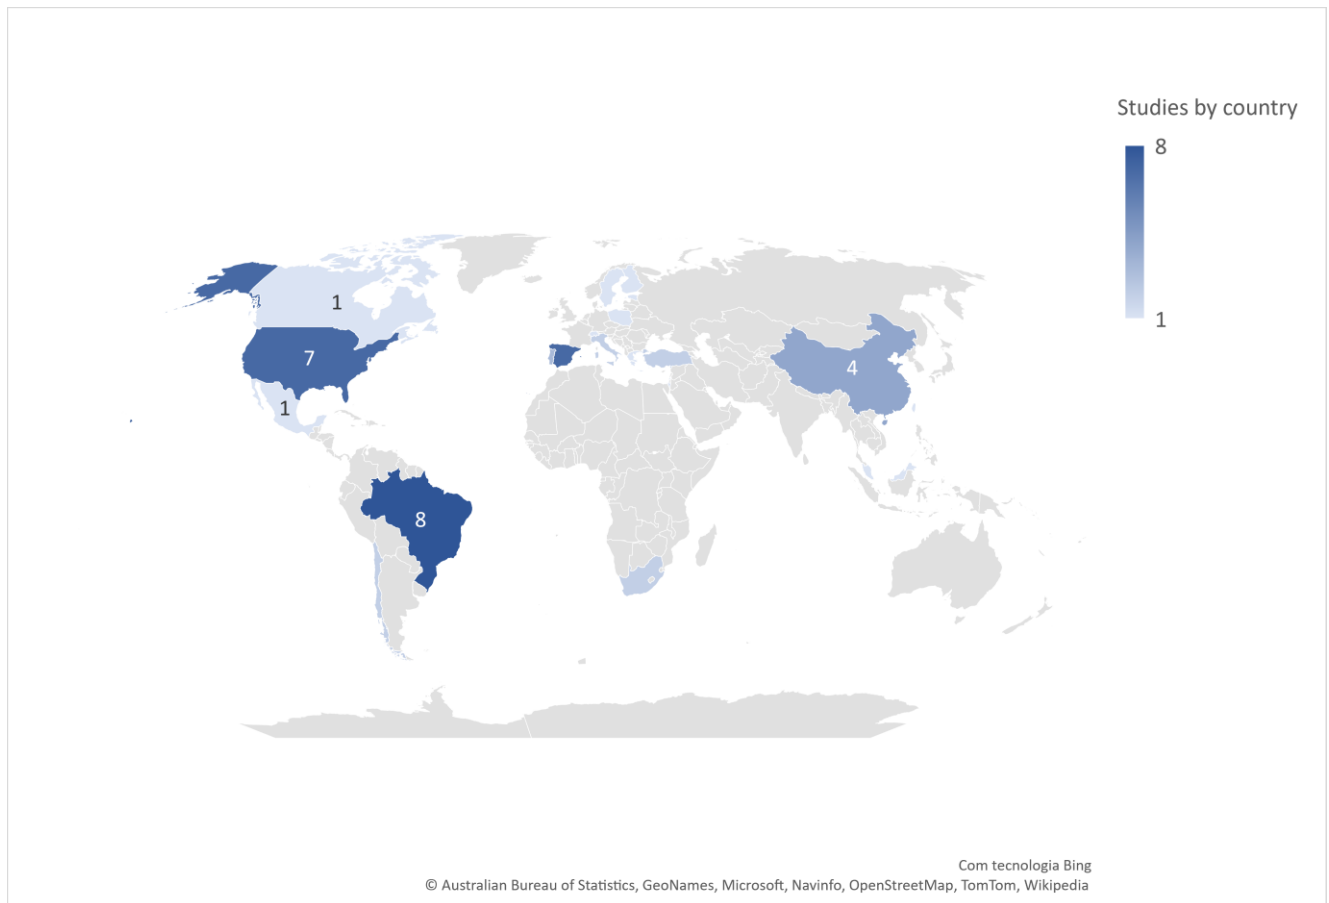 Studies by country
8
1
1
7
1
4
8
Com tecnologia Bing
© Australian Bureau of Statistics, GeoNames, Microsoft, Navinfo, OpenStreetMap, TomTom, Wikipedia